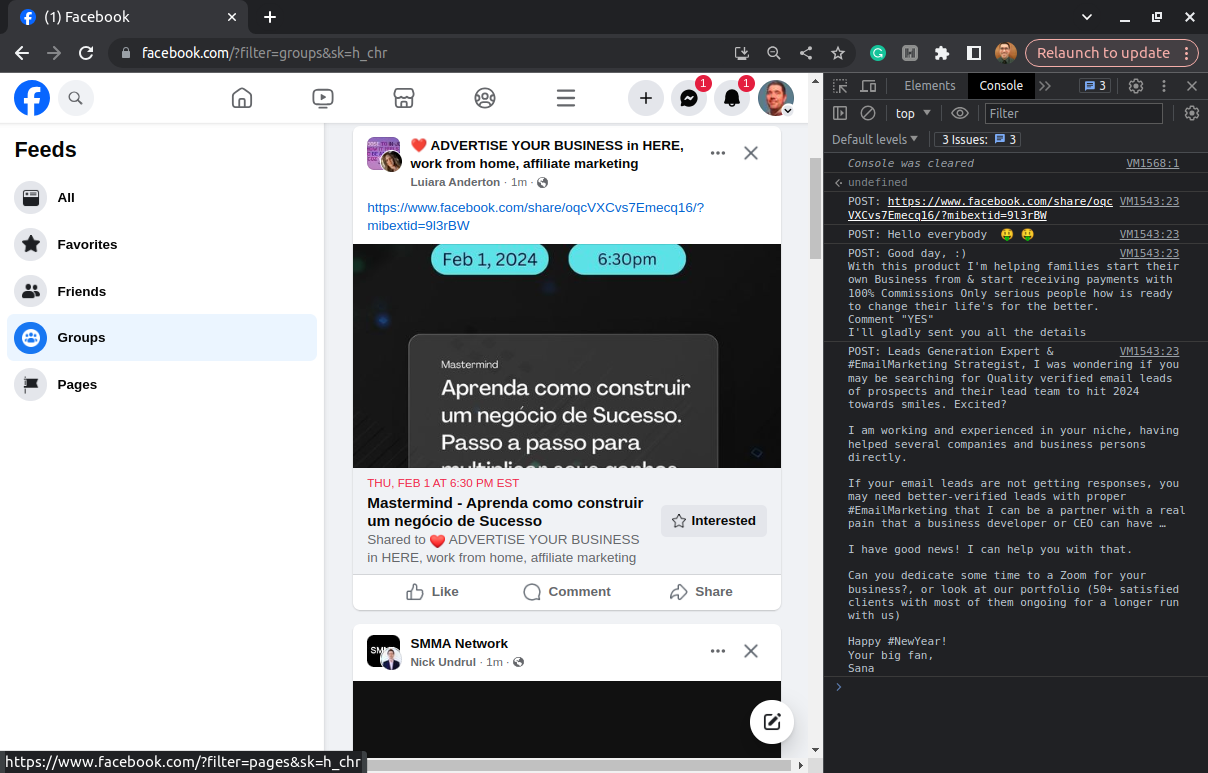 (1) Facebook
facebook.com/?filter=groups&sk=h_chr
Relaunch to update
1
1
Feeds
All
Favorites
Friends
Groups
Pages
❤️ ADVERTISE YOUR BUSINESS in HERE,
work from home, affiliate marketing
Luiara Anderton · 1m ·
https://www.facebook.com/share/oqcVXCvs7Emecq16/?
mibextid=9l3rBW
Feb 1, 2024
6:30pm
Mastermind
Aprenda como construir
um negócio de Sucesso.
Passo a passo para
multiplicar seus ganhos
THU, FEB 1 AT 6:30 PM EST
Mastermind - Aprenda como construir
um negócio de Sucesso
Interested
Shared to ❤️ ADVERTISE YOUR BUSINESS
in HERE, work from home, affiliate marketing
Like
Comment
Share
SMMA Network
Nick Undrul · 1m ·
https://www.facebook.com/?filter=pages&sk=h_chr
Elements
Console
3
top
Filter
Default levels
3 Issues: 3
Console was cleared VM1568:1
undefined
POST: https://www.facebook.com/share/oqc VM1543:23
VXCvs7Emecq16/?mibextid=9l3rBW
POST: Hello everybody 🤑 🤑 VM1543:23
POST: Good day, :) VM1543:23
With this product I'm helping families start their
own Business from & start receiving payments with
100% Commissions Only serious people how is ready
to change their life's for the better.
Comment "YES"
I'll gladly sent you all the details
POST: Leads Generation Expert & VM1543:23
#EmailMarketing Strategist, I was wondering if you
may be searching for Quality verified email leads
of prospects and their lead team to hit 2024
towards smiles. Excited?
I am working and experienced in your niche, having
helped several companies and business persons
directly.
If your email leads are not getting responses, you
may need better-verified leads with proper
#EmailMarketing that I can be a partner with a real
pain that a business developer or CEO can have …
I have good news! I can help you with that.
Can you dedicate some time to a Zoom for your
business?, or look at our portfolio (50+ satisfied
clients with most of them ongoing for a longer run
with us)
Happy #NewYear!
Your big fan,
Sana